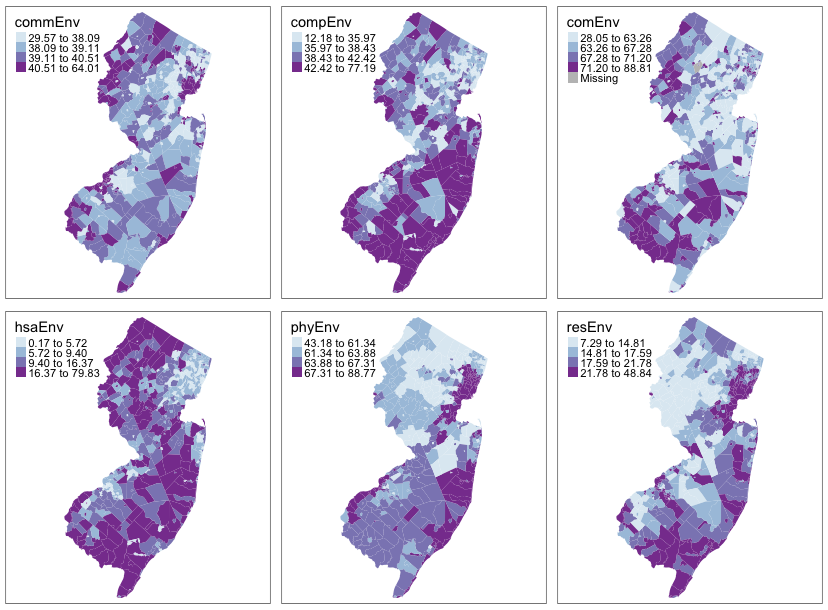 commEnv
29.57 to 38.09
38.09 to 39.11
39.11 to 40.51
40.51 to 64.01
compEnv
12.18 to 35.97
35.97 to 38.43
38.43 to 42.42
42.42 to 77.19
comEnv
28.05 to 63.26
63.26 to 67.28
67.28 to 71.20
71.20 to 88.81
Missing
hsaEnv
0.17 to 5.72
5.72 to 9.40
9.40 to 16.37
16.37 to 79.83
phyEnv
43.18 to 61.34
61.34 to 63.88
63.88 to 67.31
67.31 to 88.77
resEnv
7.29 to 14.81
14.81 to 17.59
17.59 to 21.78
21.78 to 48.84